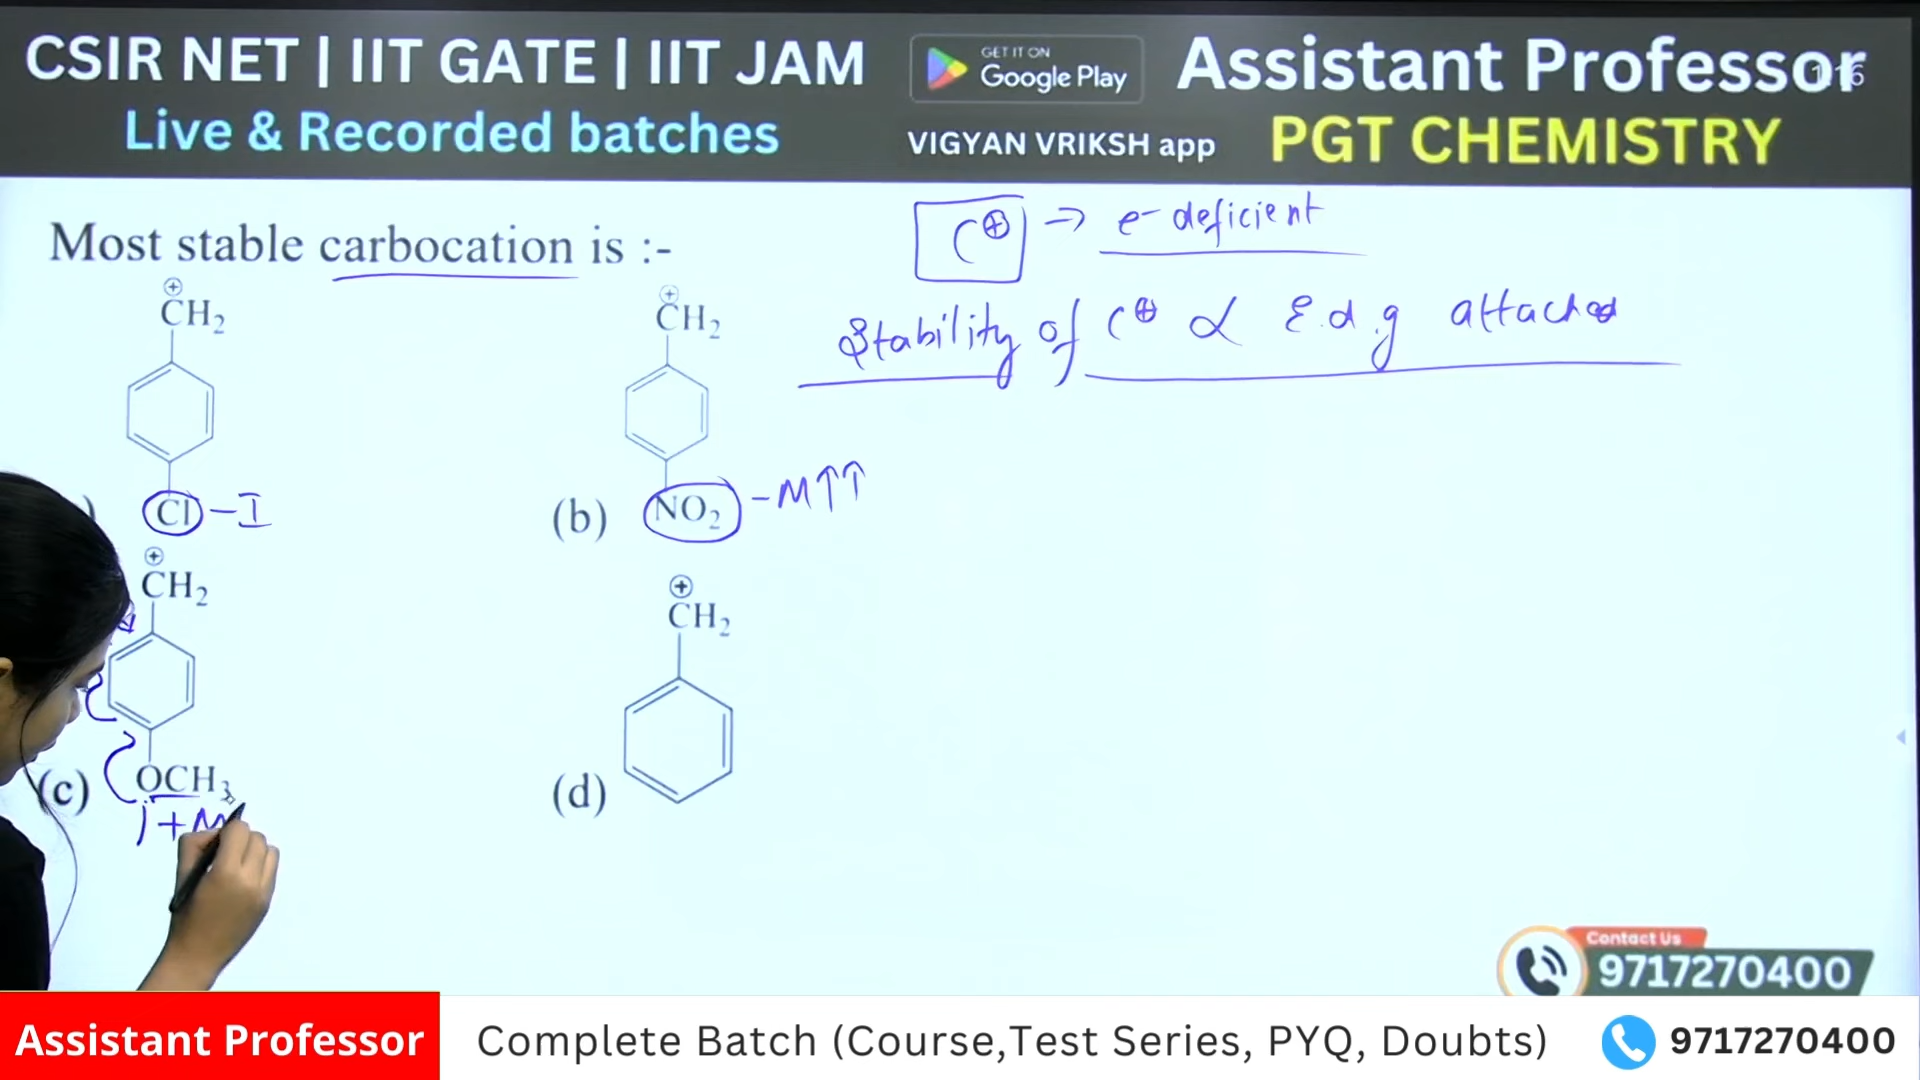 CSIR NET | IIT GATE | IIT JAM
Live & Recorded batches
GET IT ON
Google Play
VIGYAN VRIKSH app
Assistant Professor
PGT CHEMISTRY
Most stable carbocation is :-
C⊕ ⇒ e- deficient
Stability of C⊕ ∝ E.d.g attached
⊕
CH2
Cl -I
⊕
CH2
(b) NO2 -M↑↑
⊕
CH2
(c) OCH3
+M
⊕
CH2
(d)
Contact Us
9717270400
Assistant Professor
Complete Batch (Course,Test Series, PYQ, Doubts)
9717270400